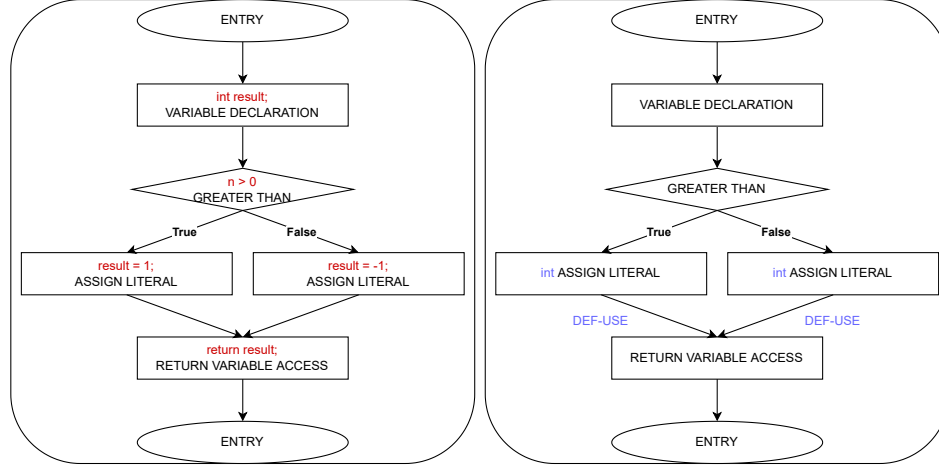 ENTRY
int result;
VARIABLE DECLARATION
n > 0
GREATER THAN
True
False
result = 1;
ASSIGN LITERAL
result = -1;
ASSIGN LITERAL
return result;
RETURN VARIABLE ACCESS
ENTRY
ENTRY
VARIABLE DECLARATION
GREATER THAN
True
False
int ASSIGN LITERAL
int ASSIGN LITERAL
DEF-USE
DEF-USE
RETURN VARIABLE ACCESS
ENTRY